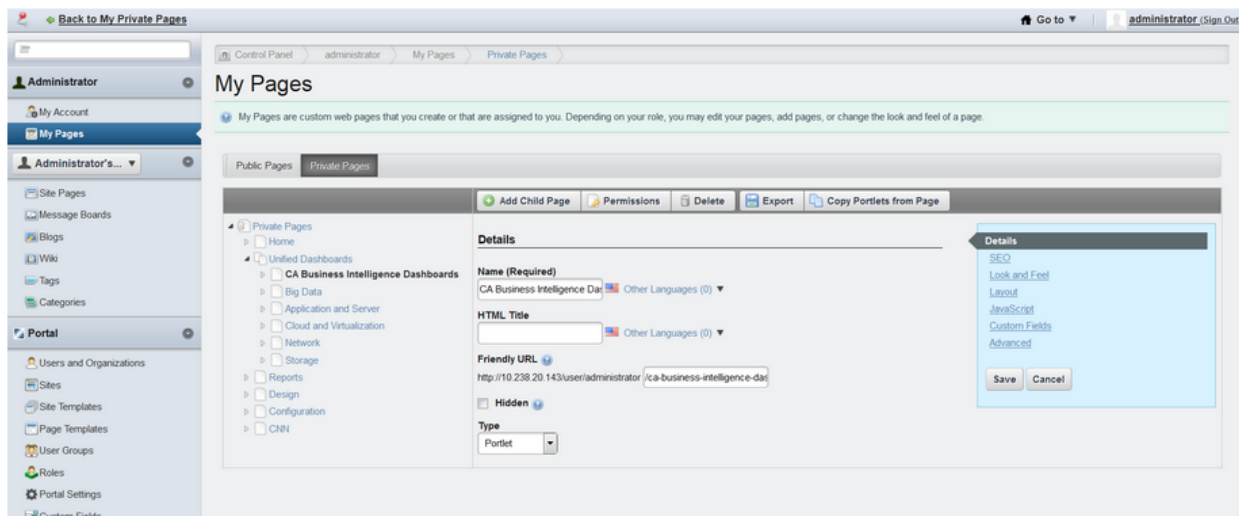 Back to My Private Pages
Go to ▼ administrator (Sign Out
Control Panel administrator My Pages Private Pages
Administrator
My Account
My Pages
Administrator's... ▼
Site Pages
Message Boards
Blogs
Wiki
Tags
Categories
Portal
Users and Organizations
Sites
Site Templates
Page Templates
User Groups
Roles
Portal Settings
Custom Fields
My Pages
My Pages are custom web pages that you create or that are assigned to you. Depending on your role, you may edit your pages, add pages, or change the look and feel of a page.
Public Pages Private Pages
Add Child Page Permissions Delete Export Copy Portlets from Page
Private Pages
Home
Unified Dashboards
CA Business Intelligence Dashboards
Big Data
Application and Server
Cloud and Virtualization
Network
Storage
Reports
Design
Configuration
CNN
Details
Name (Required)
CA Business Intelligence Das Other Languages (0) ▼
HTML Title
Other Languages (0) ▼
Friendly URL
http://10.238.20.143/user/administrator /ca-business-intelligence-das
Hidden
Type
Portlet
Details
SEO
Look and Feel
Layout
JavaScript
Custom Fields
Advanced
Save Cancel